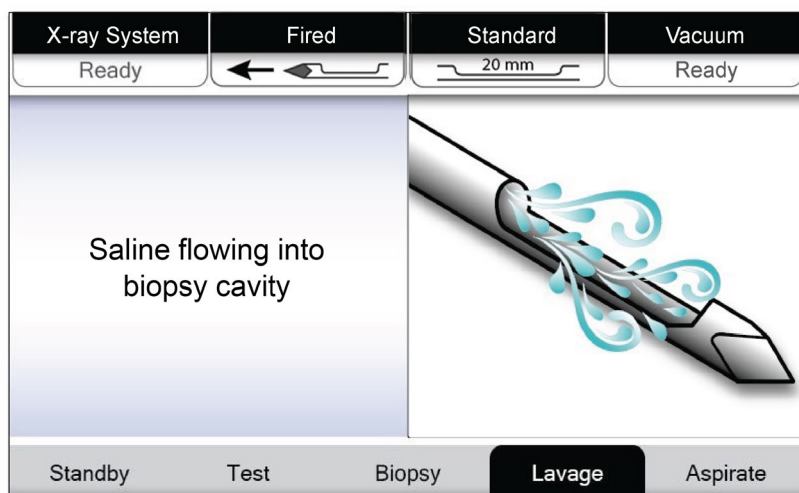 X-ray System
Ready
Fired
Standard
20 mm
Vacuum
Ready
Saline flowing into
biopsy cavity
Standby
Test
Biopsy
Lavage
Aspirate